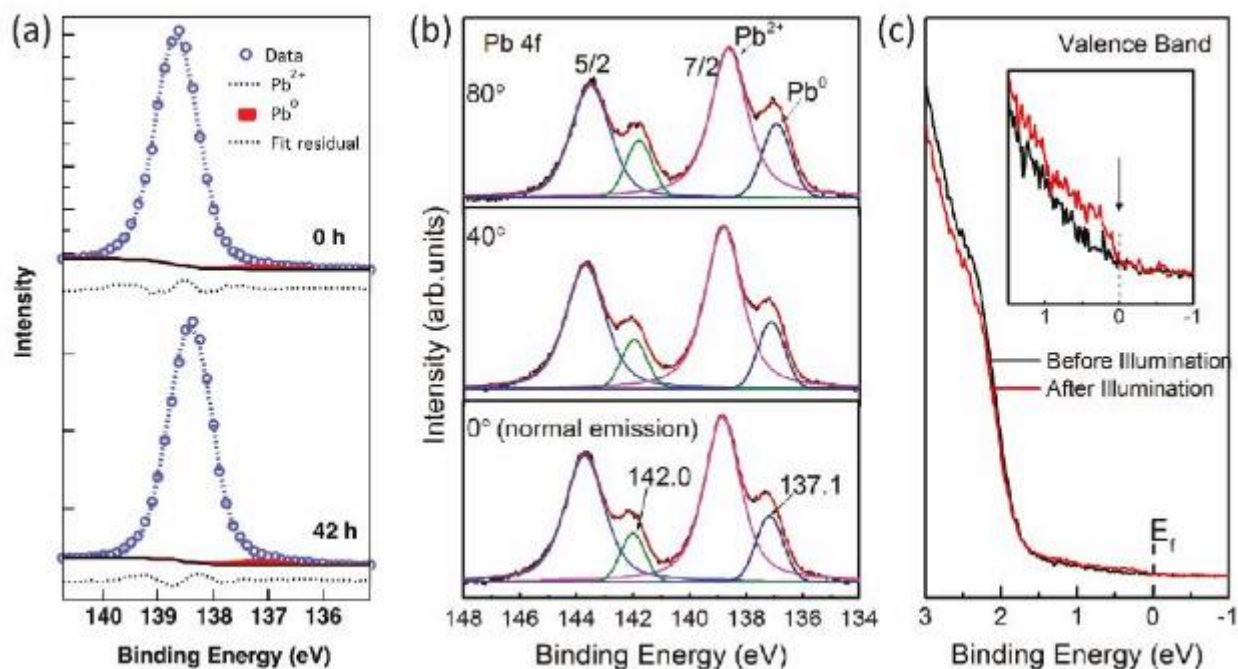 (a)
Data
Pb²⁺
Pb⁰
Fit residual
0 h
42 h
Intensity
140 139 138 137 136
Binding Energy (eV)
(b)
Pb 4f
5/2
7/2
Pb²⁺
Pb⁰
80°
40°
0° (normal emission)
142.0
137.1
Intensity (arb.units)
148 146 144 142 140 138 136 134
Binding Energy (eV)
(c)
Valence Band
1 0 -1
Before Illumination
After Illumination
E_f
3 2 1 0 -1
Binding Energy (eV)